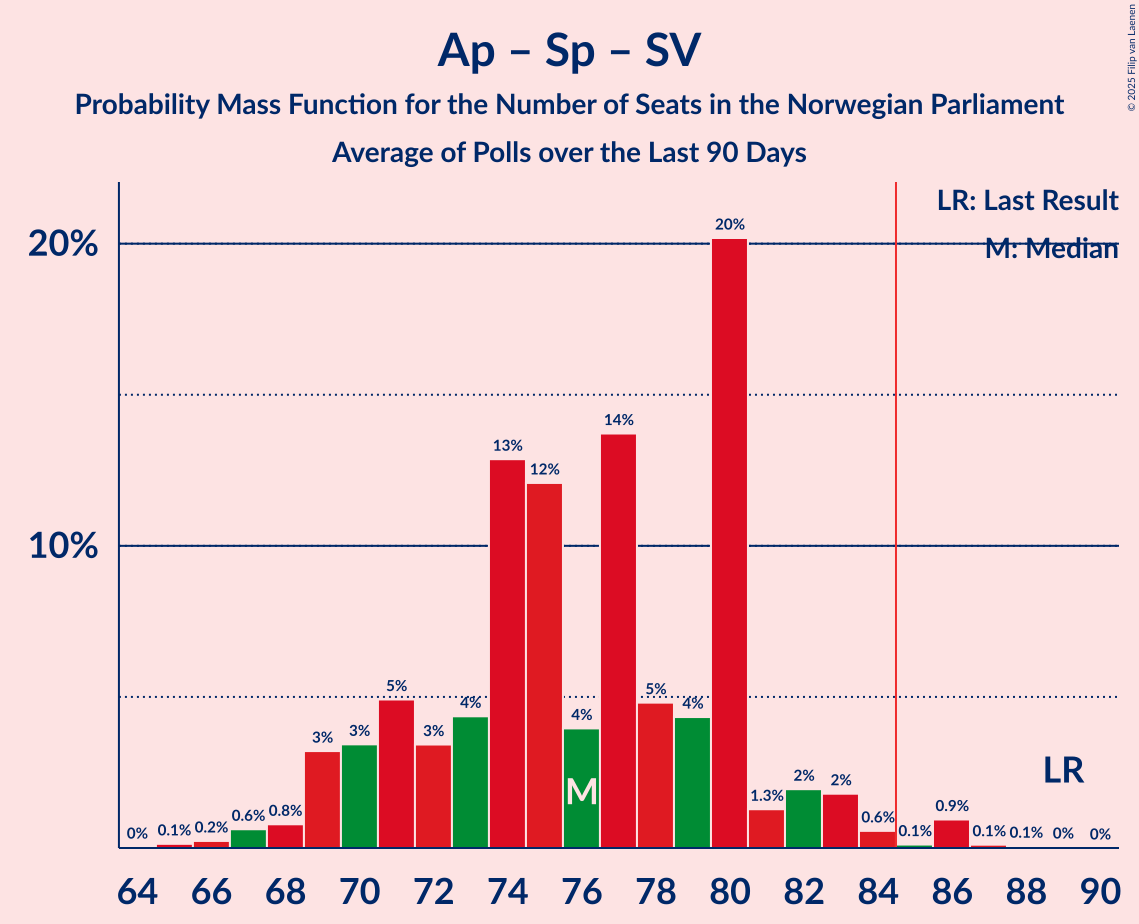 Ap – Sp – SV
Probability Mass Function for the Number of Seats in the Norwegian Parliament
Average of Polls over the Last 90 Days
© 2025 Filip van Laenen
LR: Last Result
M: Median
20%
10%
0% 0.1% 0.2% 0.6% 0.8% 3% 3% 5% 3% 4% 13% 12% 4% 14% 5% 4% 20% 1.3% 2% 2% 0.6% 0.1% 0.9% 0.1% 0.1% 0% 0%
M
LR
64 66 68 70 72 74 76 78 80 82 84 86 88 90